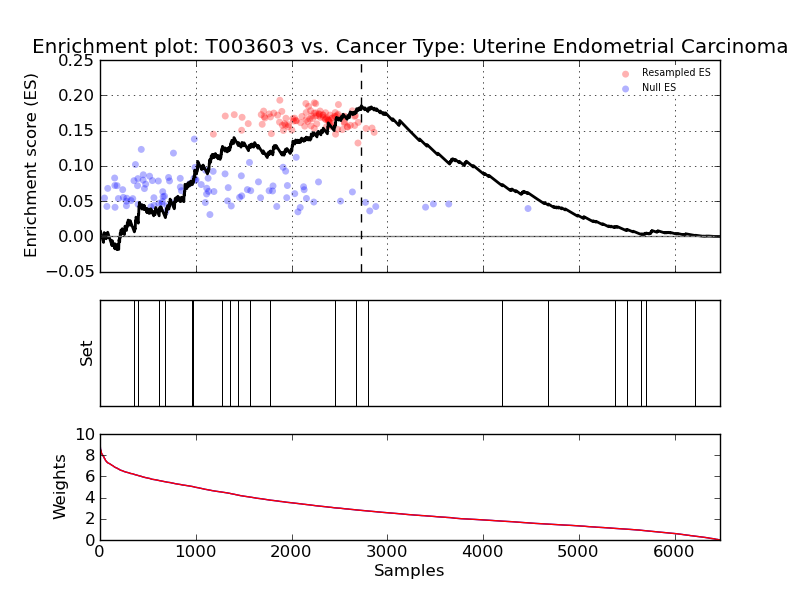 Enrichment plot: T003603 vs. Cancer Type: Uterine Endometrial Carcinoma
0.25
0.20
0.15
0.10
0.05
0.00
−0.05
Enrichment score (ES)
Resampled ES
Null ES
Set
10
8
6
4
2
0
Weights
0 1000 2000 3000 4000 5000 6000
Samples